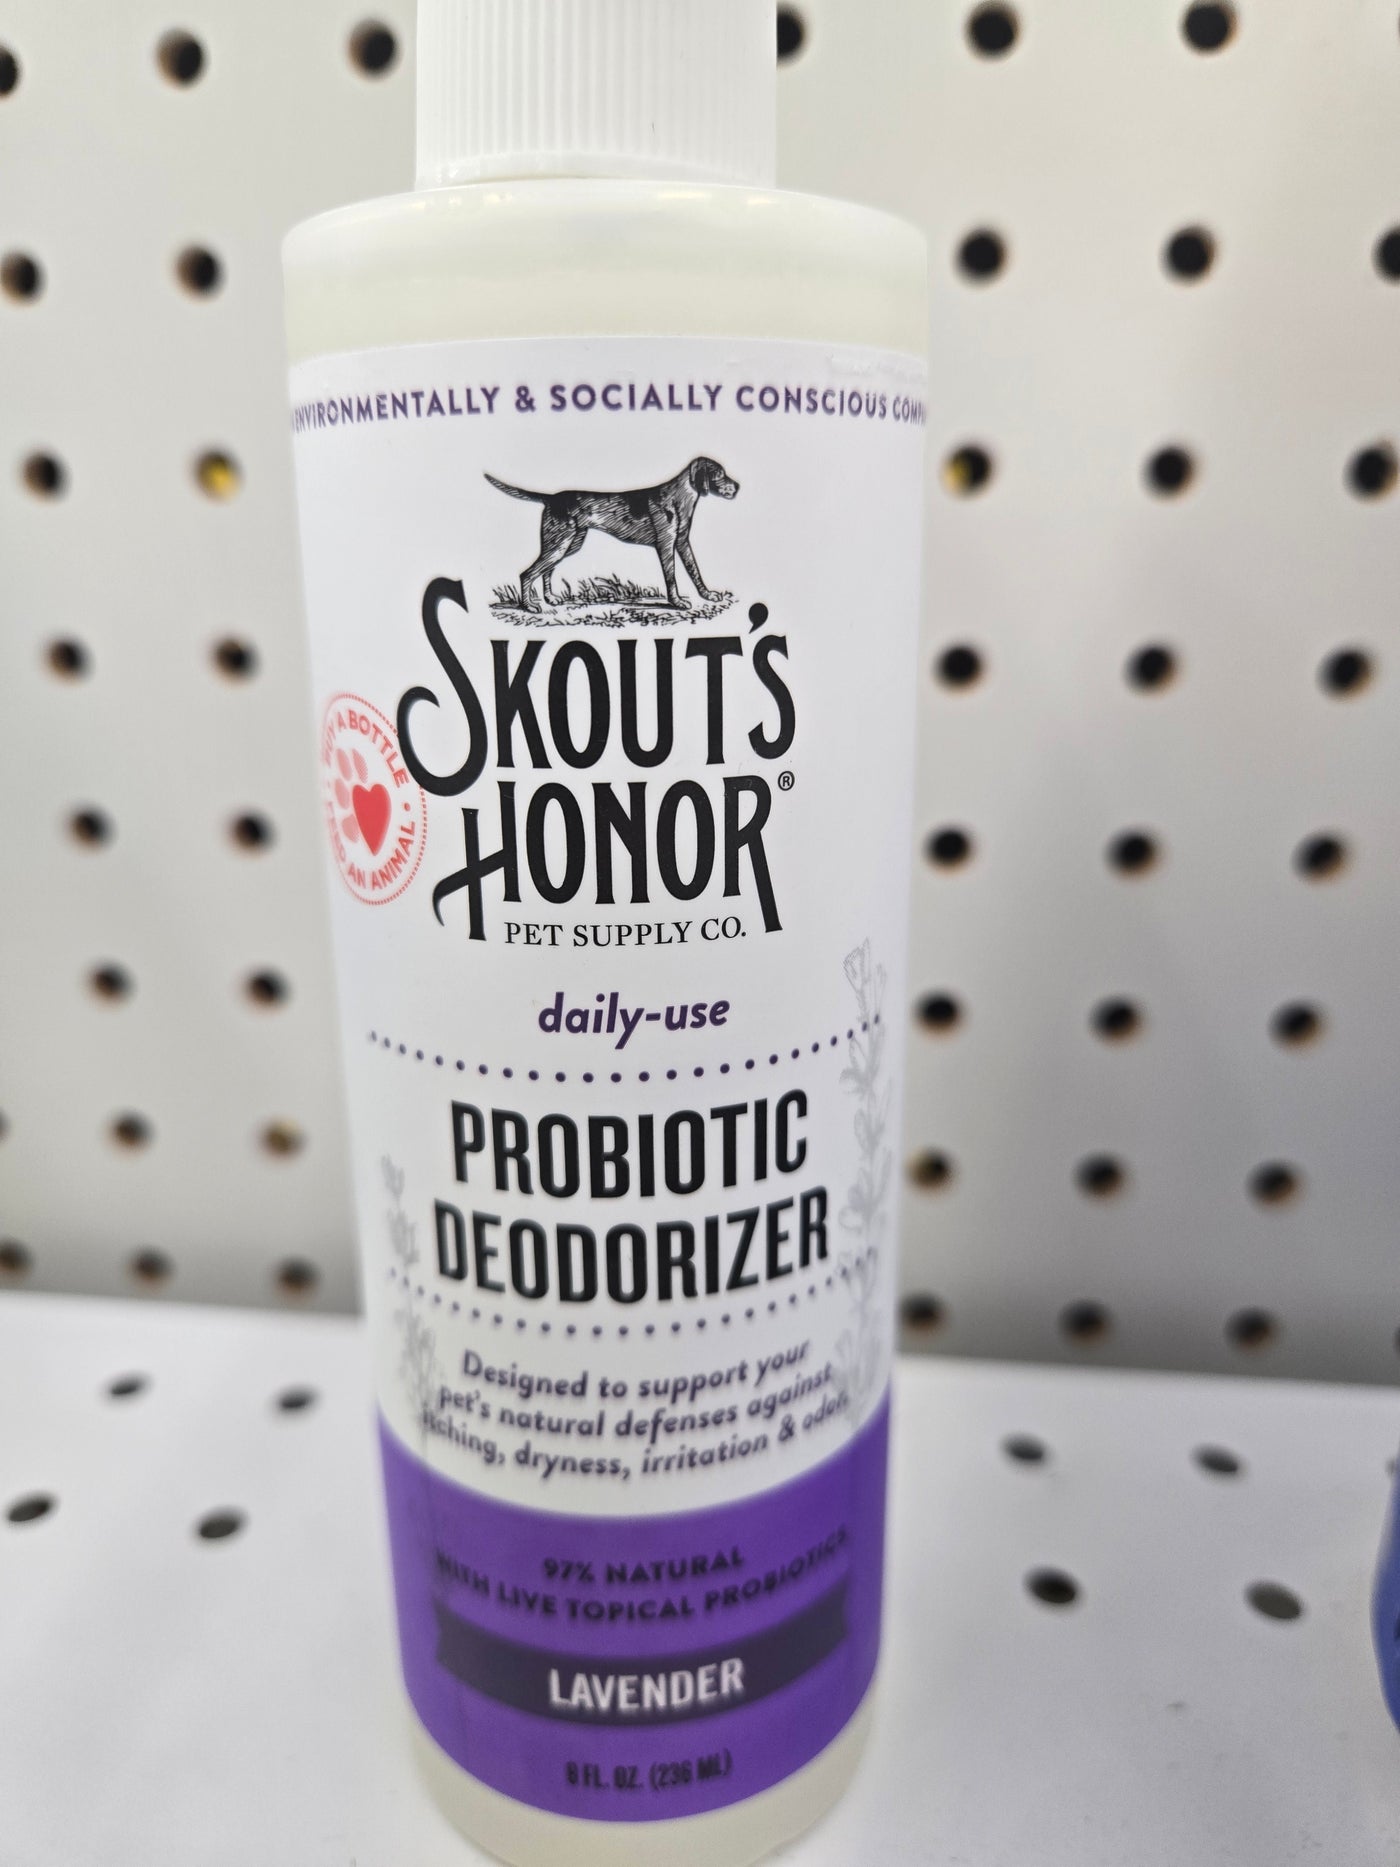 ENVIRONMENTALLY & SOCIALLY CONSCIOUS
SKOUT'S
HONOR®
PET SUPPLY CO.
BUY A BOTTLE
FEED AN ANIMAL
daily-use
PROBIOTIC
DEODORIZER
Designed to support your
pet's natural defenses against
itching, dryness, irritation & odor.
97% NATURAL
WITH LIVE TOPICAL PROBIOTICS
LAVENDER
8 FL. OZ. (236 ML)